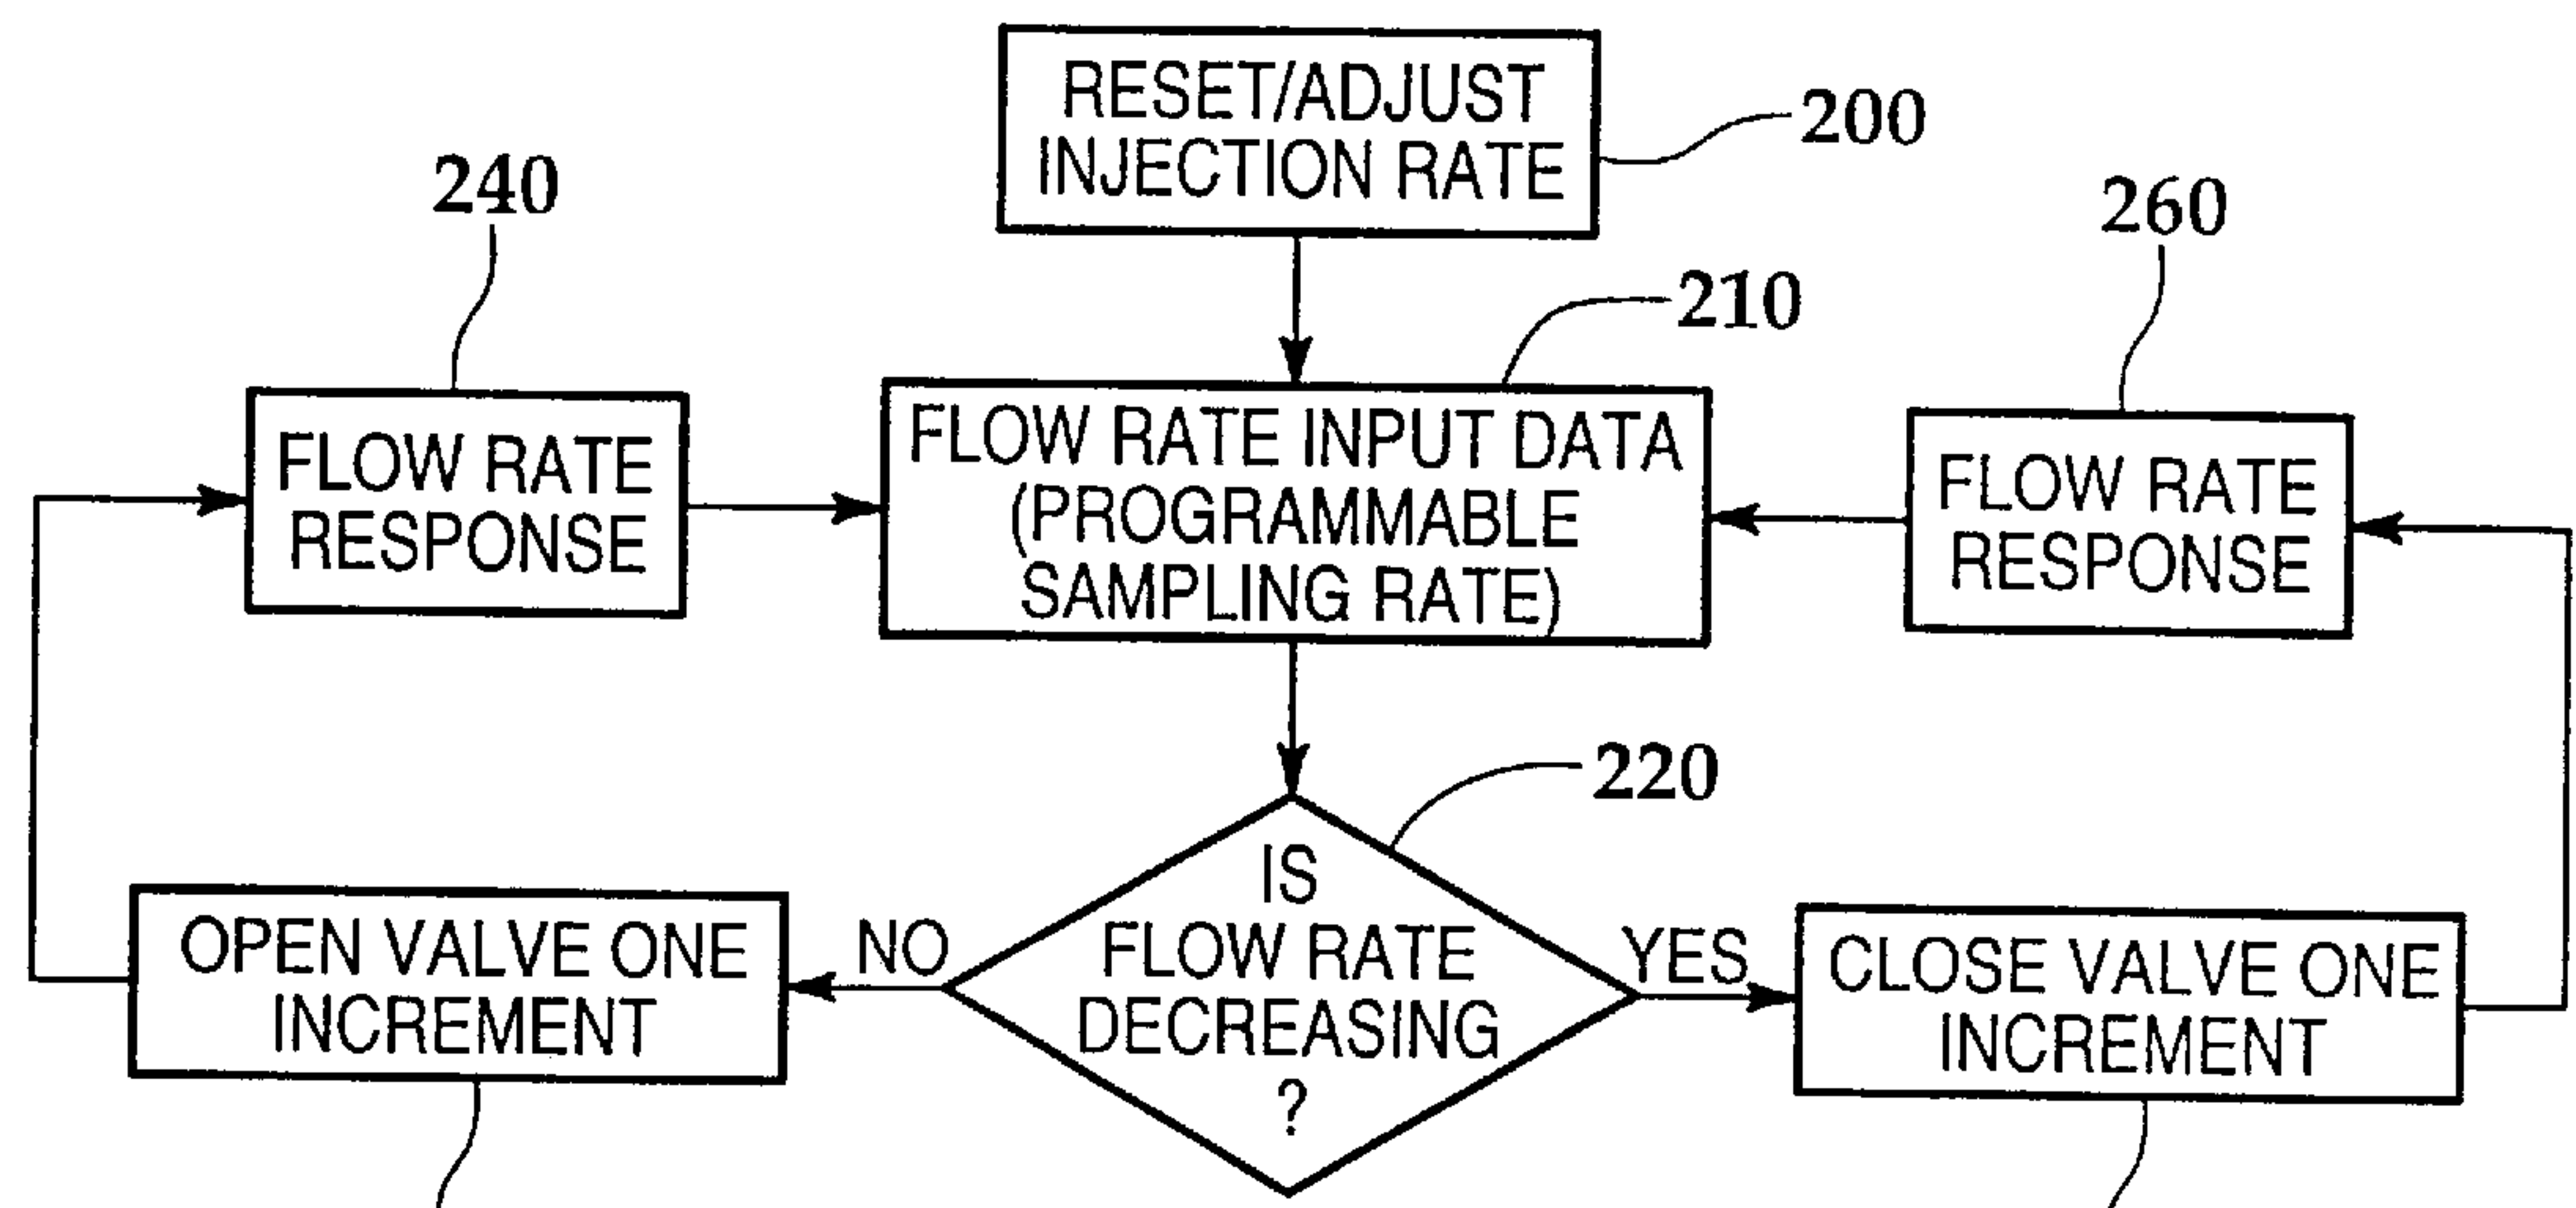 RESET/ADJUST
INJECTION RATE
200
240
260
210
FLOW RATE
RESPONSE
FLOW RATE INPUT DATA
(PROGRAMMABLE
SAMPLING RATE)
FLOW RATE
RESPONSE
220
OPEN VALVE ONE
INCREMENT
NO
IS
FLOW RATE
DECREASING
?
YES
CLOSE VALVE ONE
INCREMENT